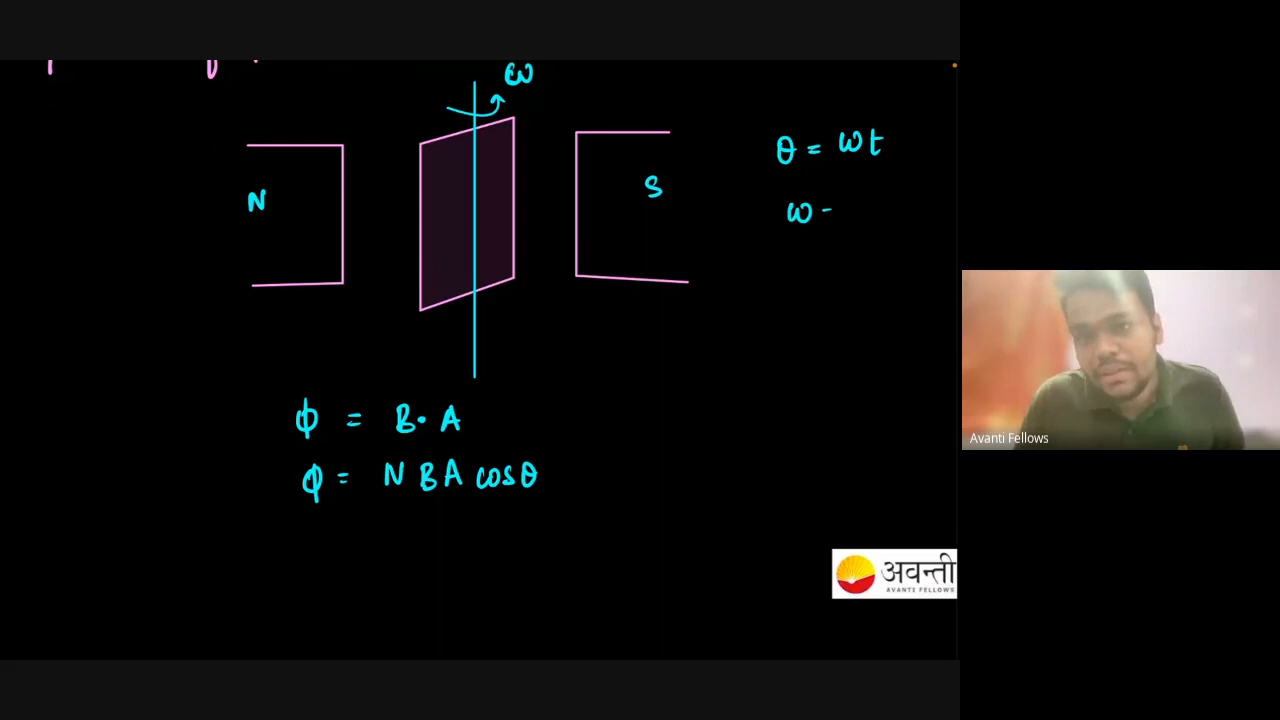 ω
N
S
θ = ωt
ω -
ϕ = B. A
ϕ = N B A cosθ
Avanti Fellows
अवन्ती
AVANTI FELLOWS